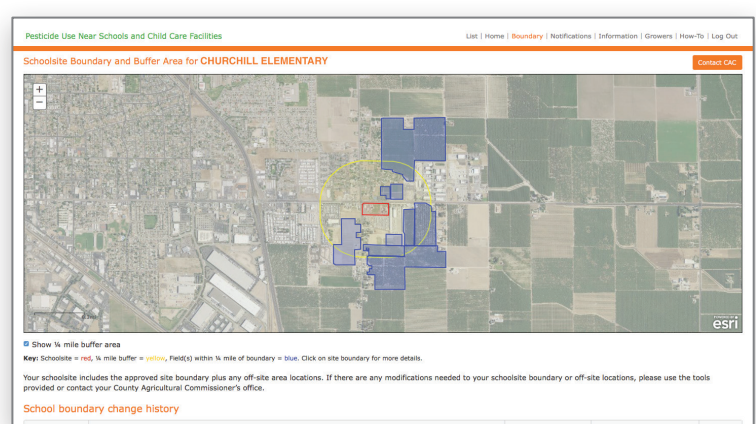 Pesticide Use Near Schools and Child Care Facilities
List | Home | Boundary | Notifications | Information | Growers | How-To | Log Out
Schoolsite Boundary and Buffer Area for CHURCHILL ELEMENTARY
Contact CAC
+
−
esri
Show ¼ mile buffer area
Key: Schoolsite = red, ¼ mile buffer = yellow, Field(s) within ¼ mile of boundary = blue. Click on site boundary for more details.
Your schoolsite includes the approved site boundary plus any off-site area locations. If there are any modifications needed to your schoolsite boundary or off-site locations, please use the tools
provided or contact your County Agricultural Commissioner's office.
School boundary change history